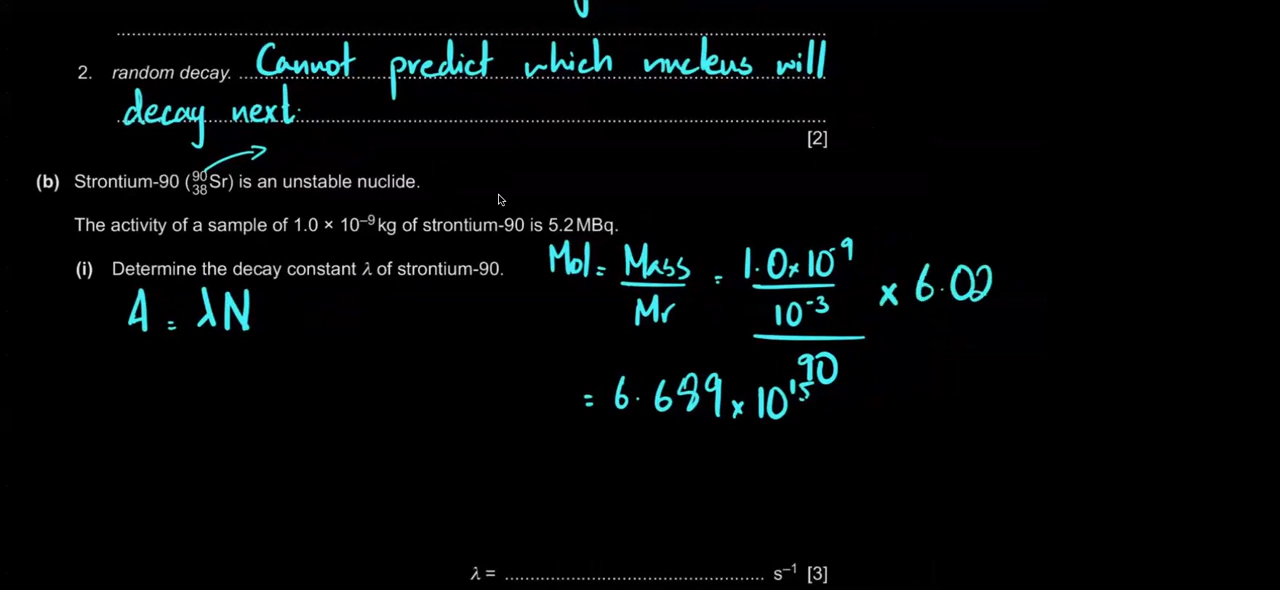 2. random decay. Cannot predict which nucleus will
decay next.
[2]
(b) Strontium-90 (⁹⁰₃₈Sr) is an unstable nuclide.
The activity of a sample of 1.0 × 10⁻⁹ kg of strontium-90 is 5.2 MBq.
(i) Determine the decay constant λ of strontium-90.
Mol = Mass / Mr = 1.0 × 10⁻⁹ / 10⁻³ / 90 × 6.02
A = λN
= 6.689 × 10¹⁵
λ = ................................................ s⁻¹ [3]